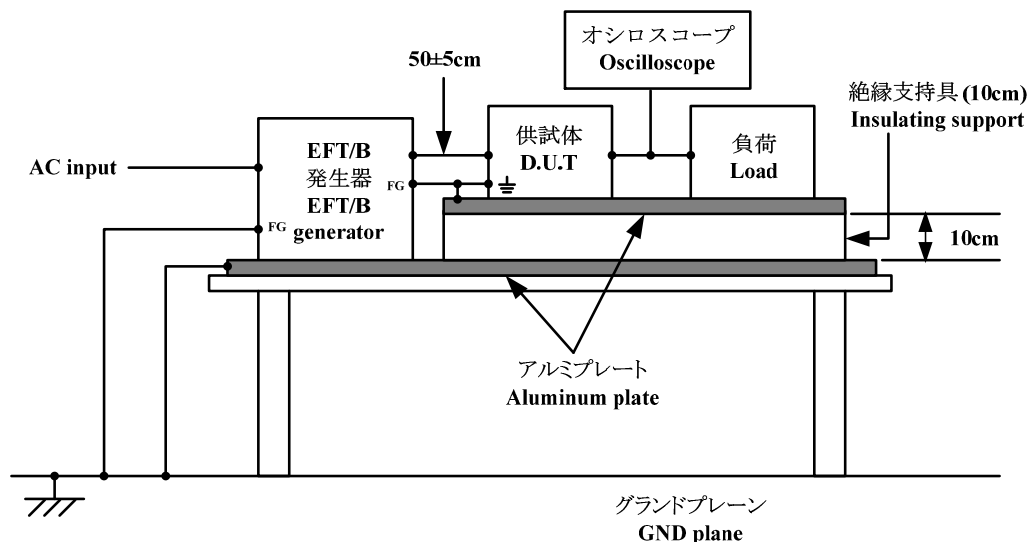 オシロスコープ
Oscilloscope
50±5cm
絶縁支持具 (10cm)
Insulating support
供試体
D.U.T
負荷
Load
EFT/B
発生器
EFT/B
generator
AC input
FG
FG
10cm
アルミプレート
Aluminum plate
グランドプレーン
GND plane